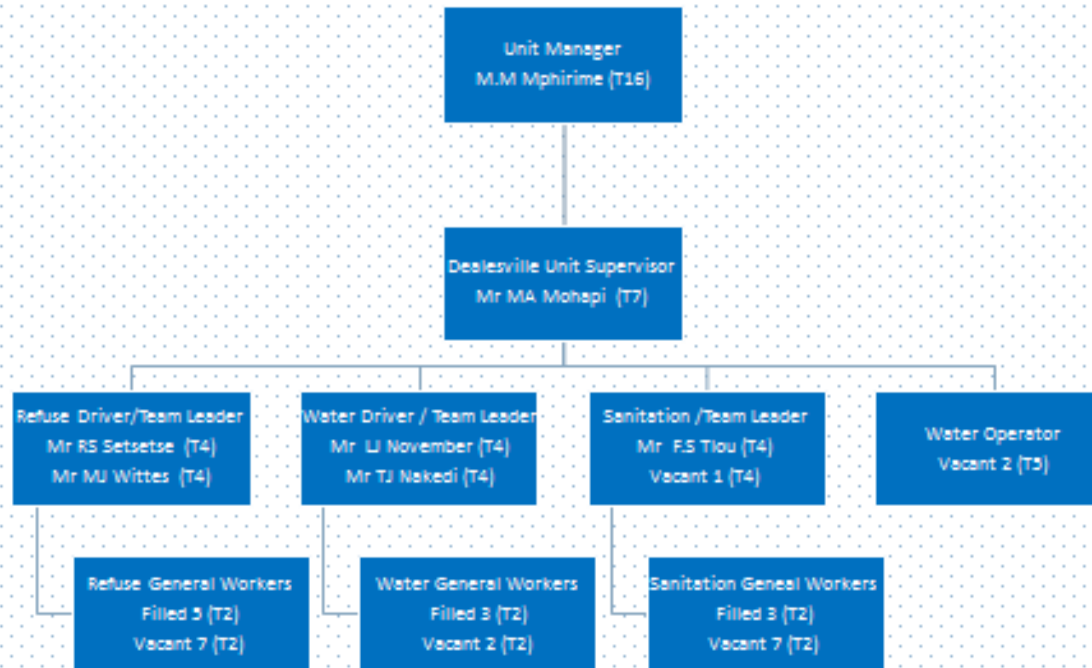 Unit Manager
M.M Mphirime (T16)
Dealesville Unit Supervisor
Mr MA Mohapi (T7)
Refuse Driver/Team Leader
Mr RS Setsetse (T4)
Mr MJ Wittes (T4)
Water Driver / Team Leader
Mr LJ November (T4)
Mr TJ Nakedi (T4)
Sanitation /Team Leader
Mr F.S Tlou (T4)
Vacant 1 (T4)
Water Operator
Vacant 2 (T5)
Refuse General Workers
Filled 5 (T2)
Vacant 7 (T2)
Water General Workers
Filled 3 (T2)
Vacant 2 (T2)
Sanitation Geneal Workers
Filled 3 (T2)
Vacant 7 (T2)